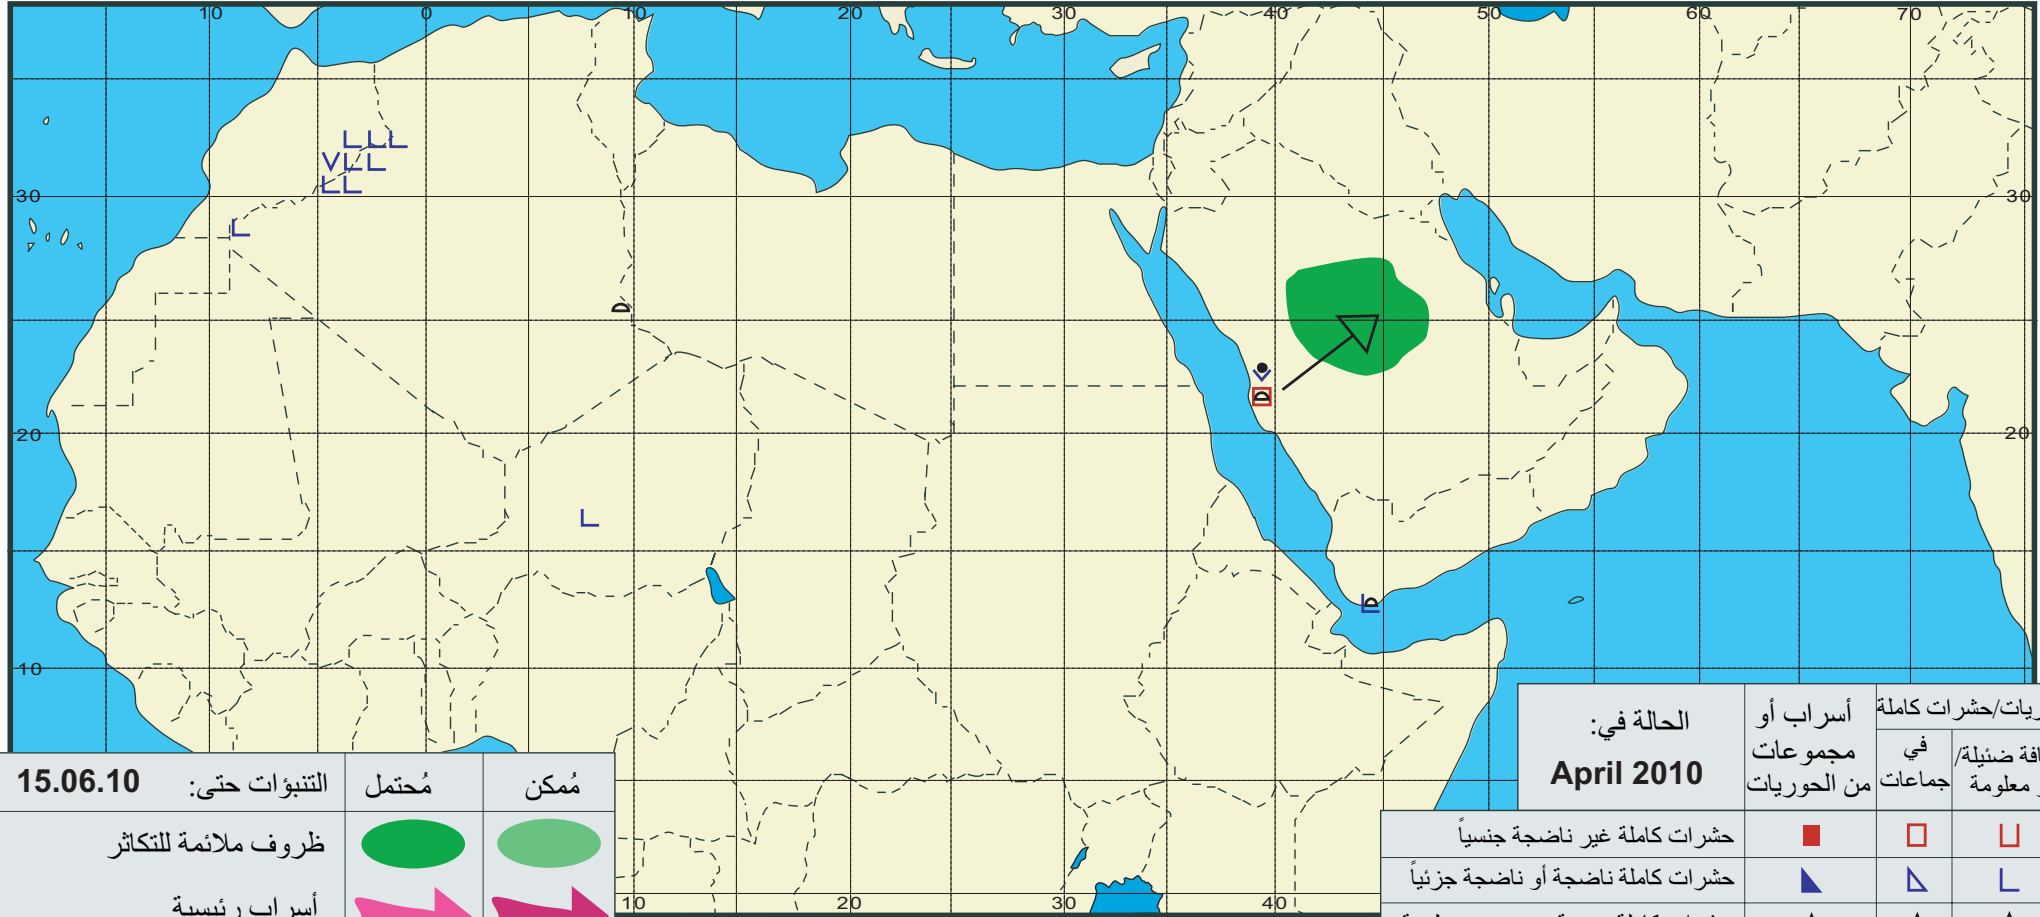 10 0 10 20 30 40 50 60 70
30 30
20 20
10
10 20 30 40
التنبؤات حتى: 15.06.10
مُحتمل
مُمكن
ظروف ملائمة للتكاثر
أسراب رئيسية
الحالة في:
April 2010
أسراب أو
مجموعات
من الحوريات
حشرات كاملة
في
جماعات
ضئيلة/
معلومة
حشرات كاملة غير ناضجة جنسياً
حشرات كاملة ناضجة أو ناضجة جزئياً